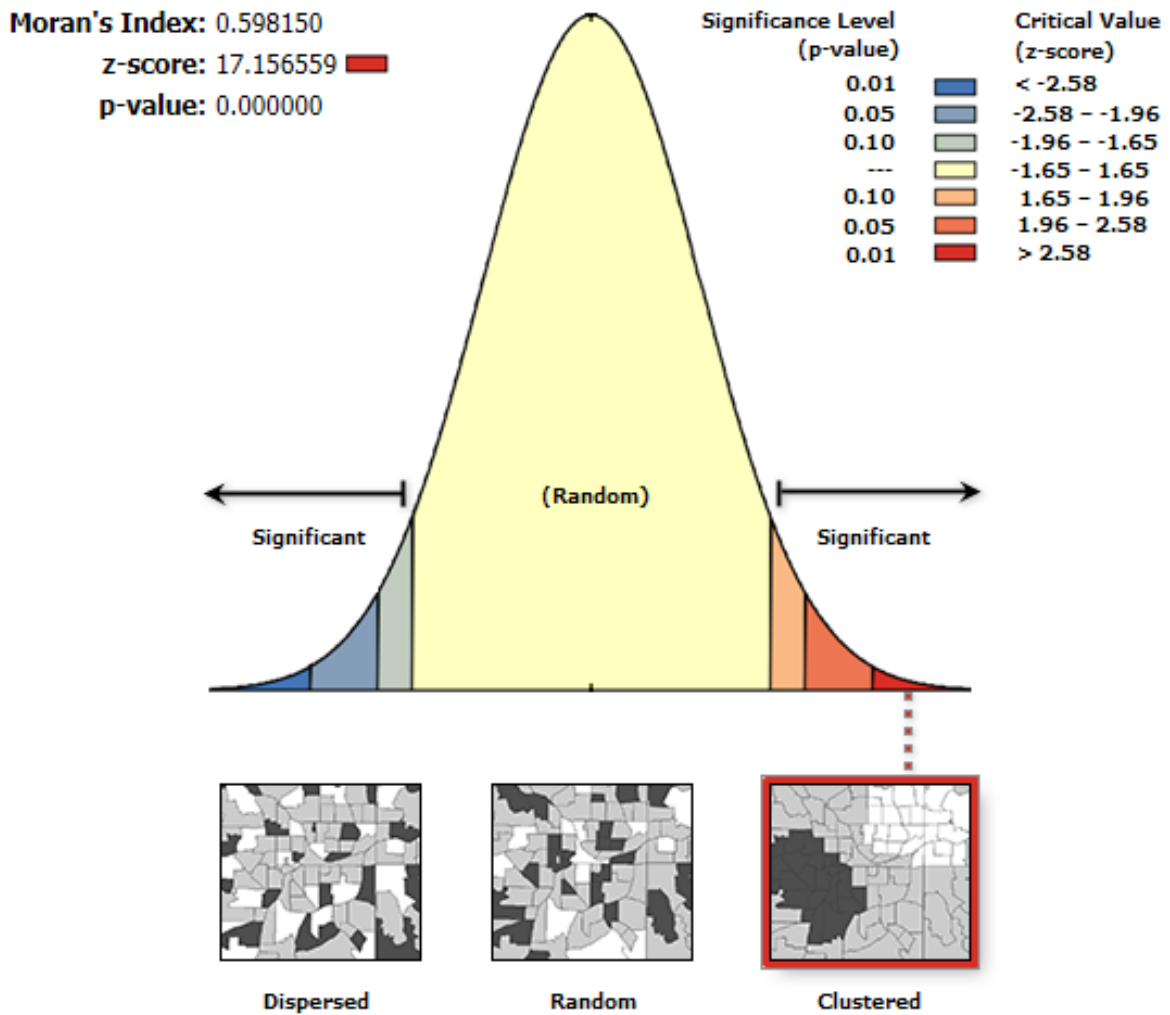 Moran's Index: 0.598150
z-score: 17.156559
p-value: 0.000000
Significance Level
(p-value)
Critical Value
(z-score)
0.01 < -2.58
0.05 -2.58 – -1.96
0.10 -1.96 – -1.65
--- -1.65 – 1.65
0.10 1.65 – 1.96
0.05 1.96 – 2.58
0.01 > 2.58
(Random)
Significant
Significant
Dispersed
Random
Clustered